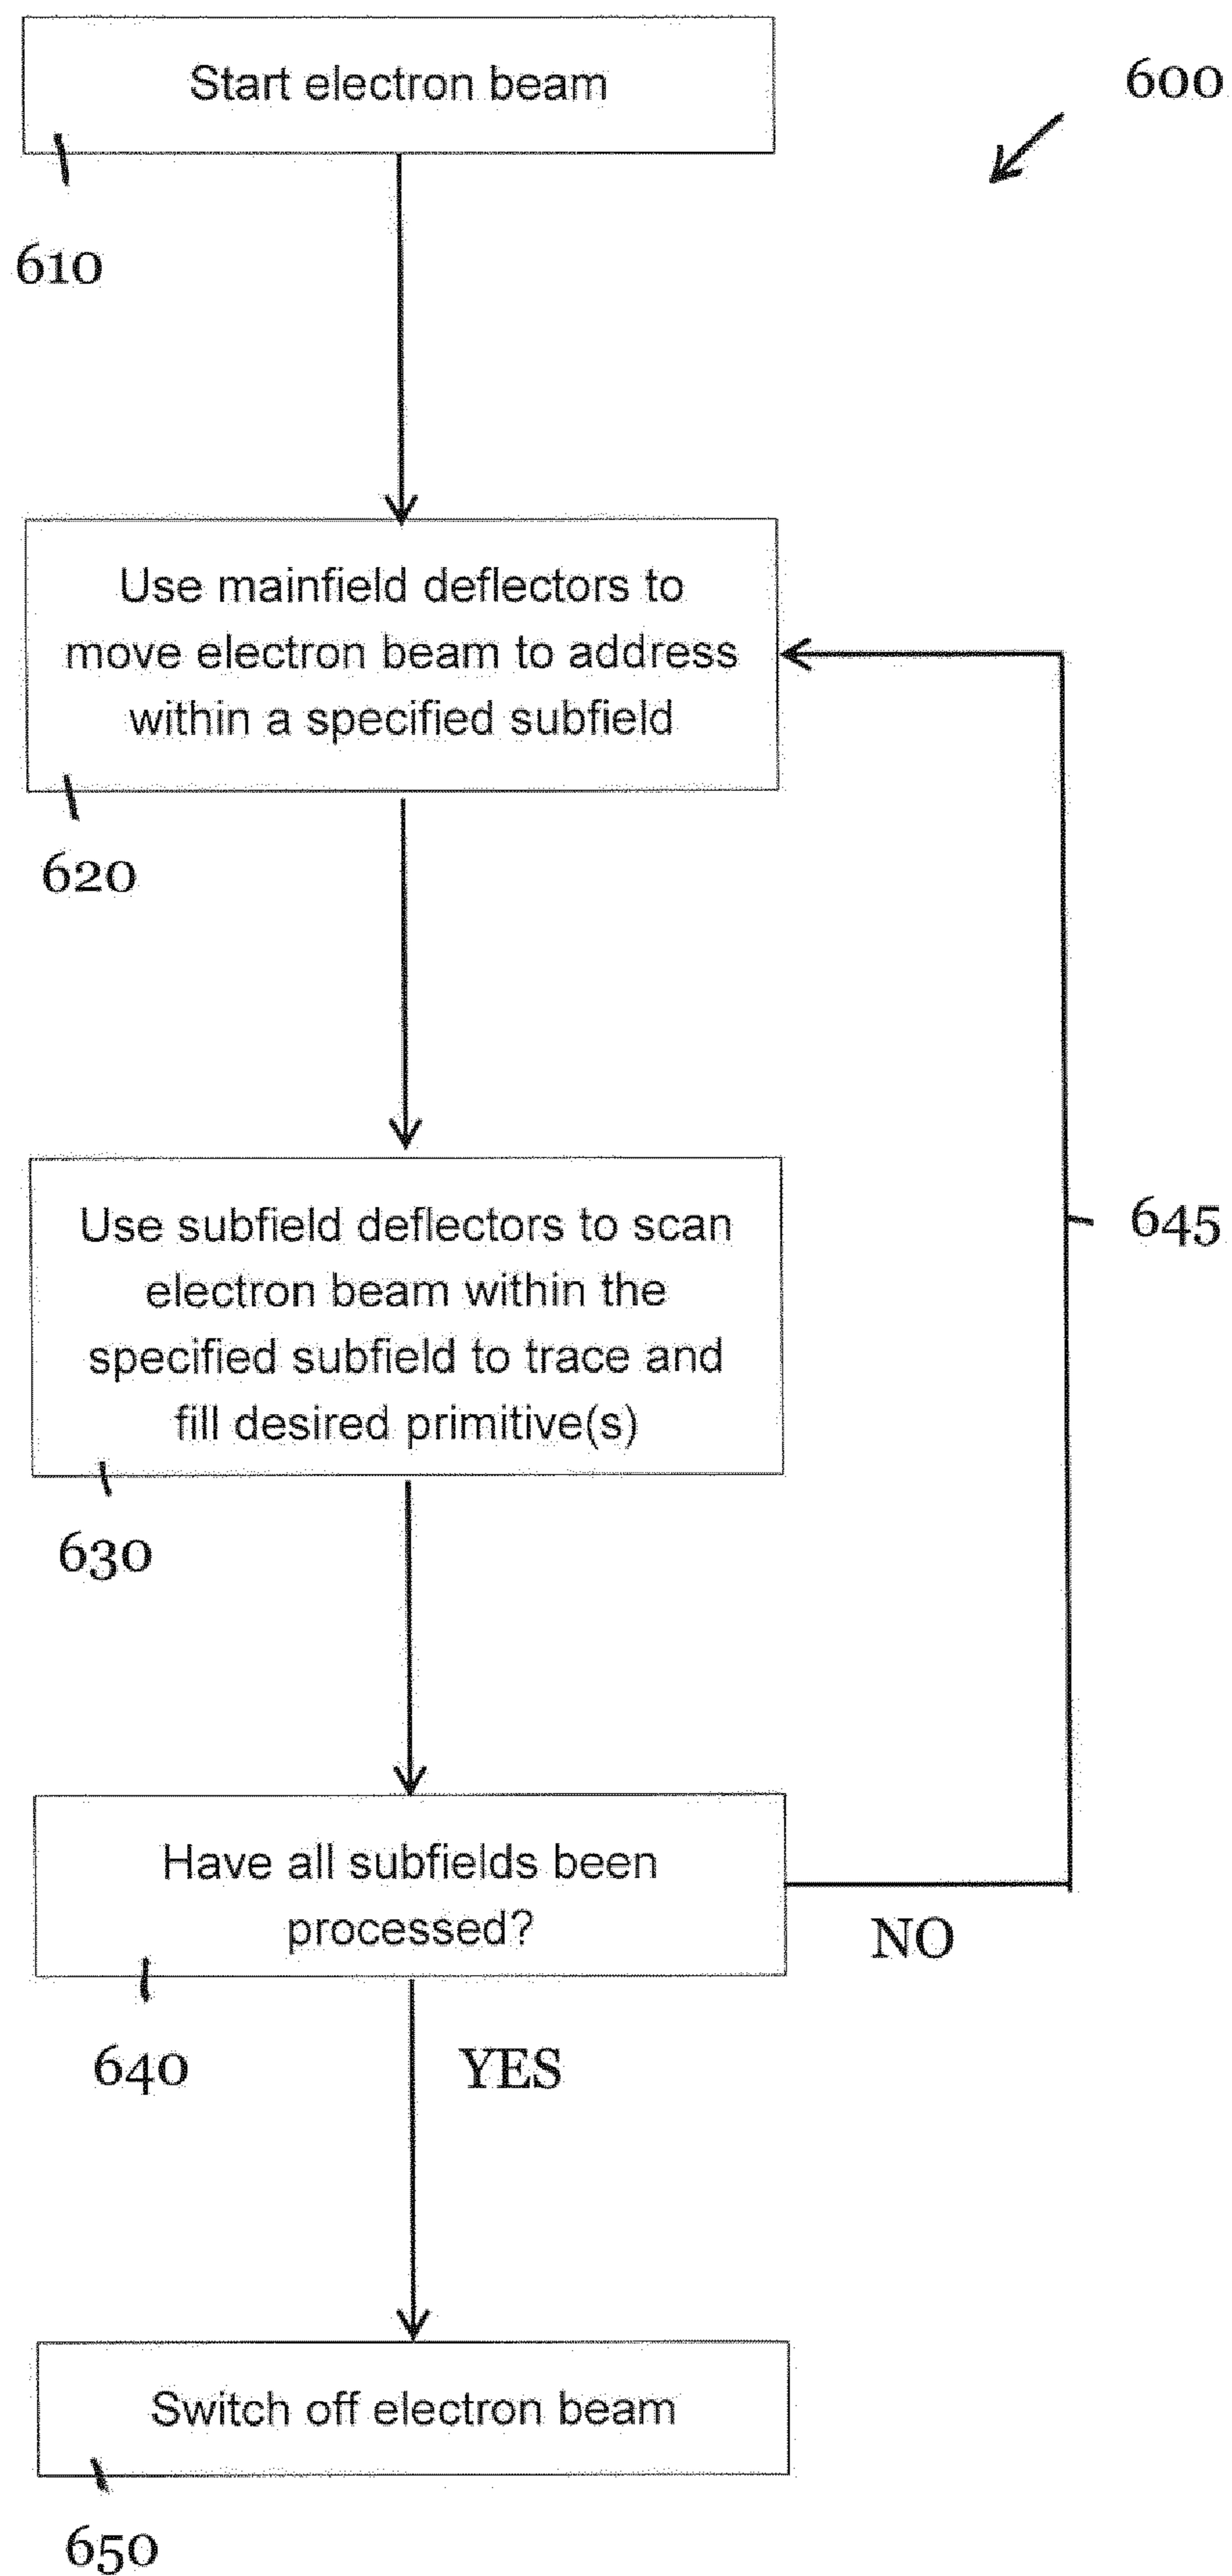 Start electron beam
600
610
Use mainfield deflectors to
move electron beam to address
within a specified subfield
620
Use subfield deflectors to scan
electron beam within the
specified subfield to trace and
fill desired primitive(s)
645
630
Have all subfields been
processed?
NO
640
YES
Switch off electron beam
650